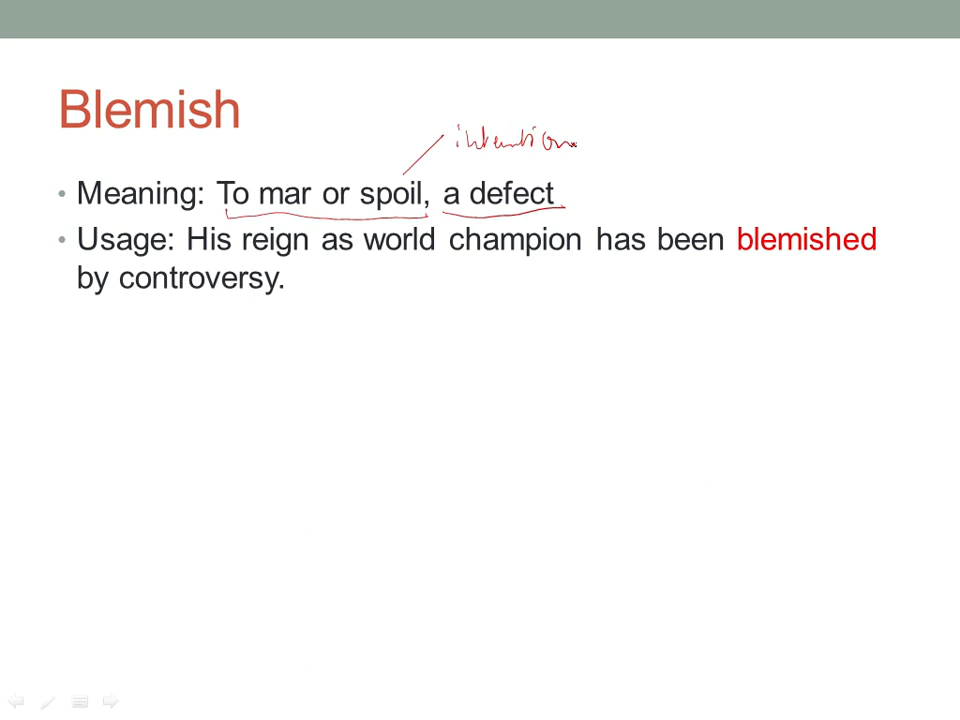 Blemish
intention
• Meaning: To mar or spoil, a defect
• Usage: His reign as world champion has been blemished
by controversy.